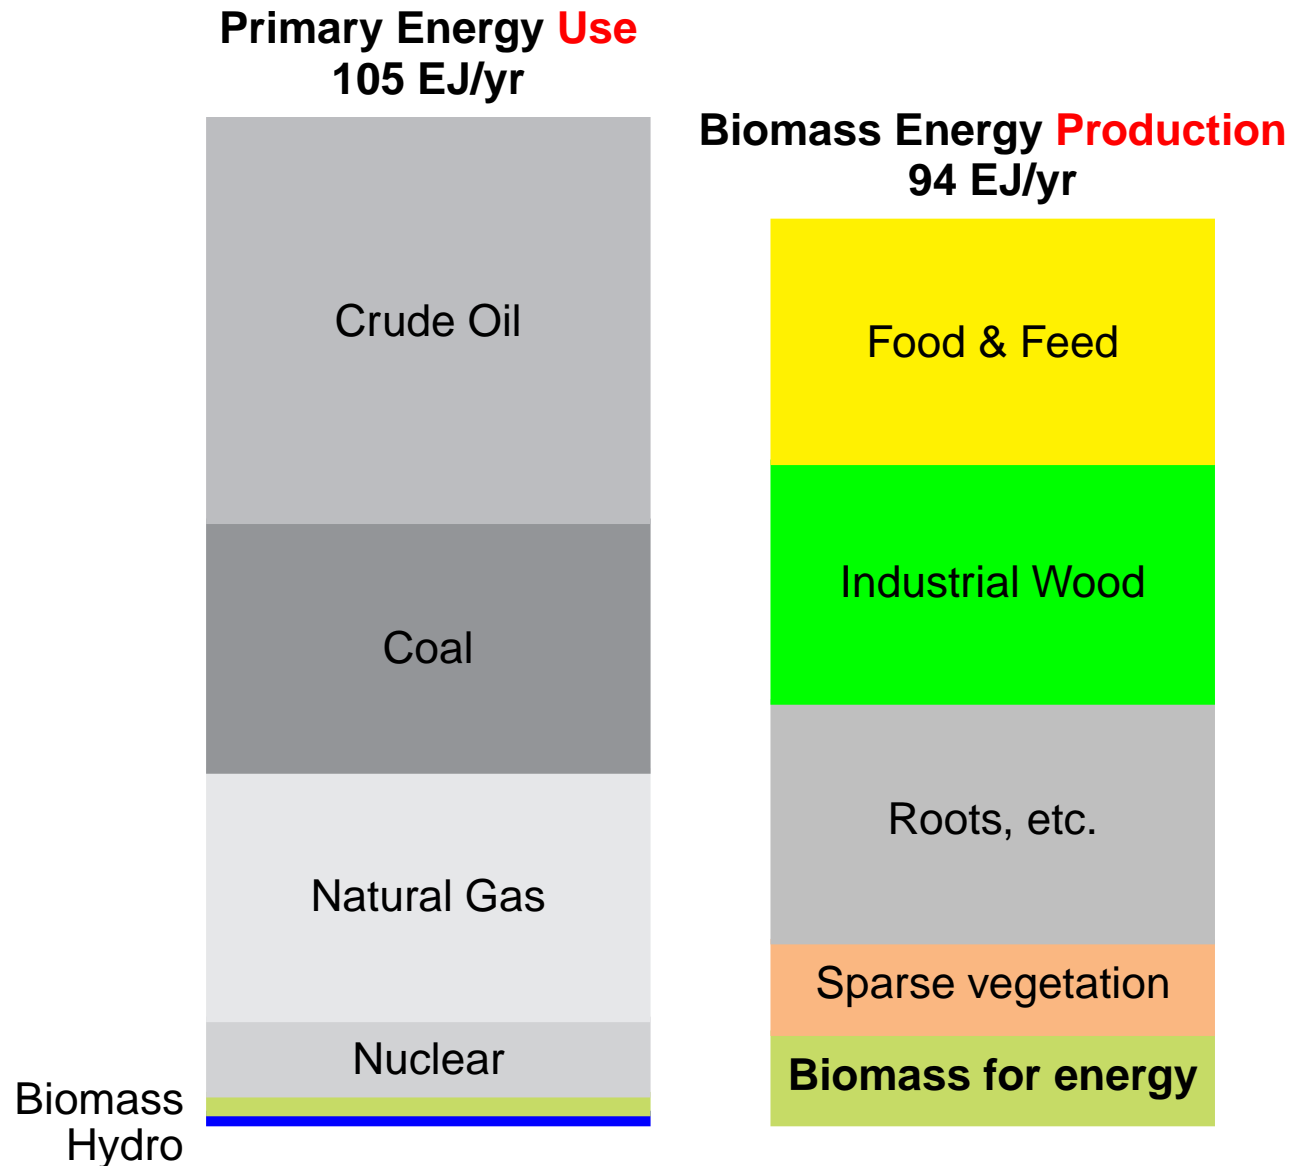 Primary Energy Use
105 EJ/yr
Crude Oil
Coal
Natural Gas
Nuclear
Biomass
Hydro
Biomass Energy Production
94 EJ/yr
Food & Feed
Industrial Wood
Roots, etc.
Sparse vegetation
Biomass for energy